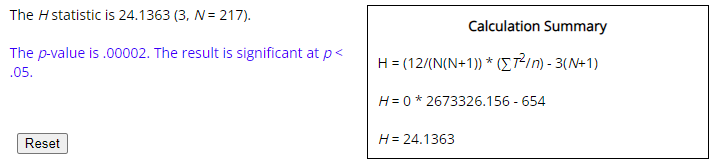 The H statistic is 24.1363 (3, N = 217).
The p-value is .00002. The result is significant at p <
.05.
Reset
Calculation Summary
H = (12/(N(N+1)) * (∑T²/n) - 3(N+1)
H = 0 * 2673326.156 - 654
H = 24.1363